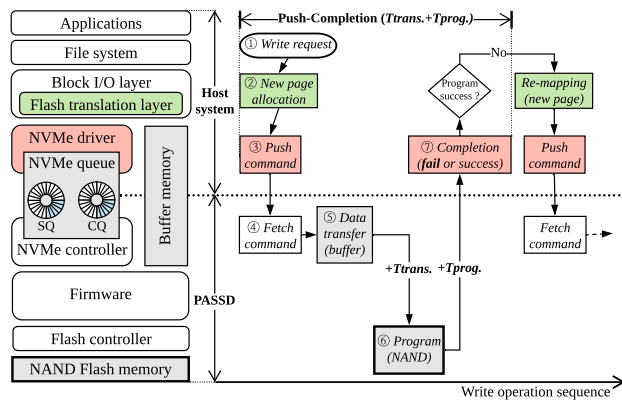 Applications
File system
Block I/O layer
Flash translation layer
NVMe driver
NVMe queue
SQ
CQ
NVMe controller
Buffer memory
Firmware
Flash controller
NAND Flash memory
Host
system
PASSD
Push-Completion (Ttrans.+Tprog.)
① Write request
② New page
allocation
③ Push
command
④ Fetch
command
⑤ Data
transfer
(buffer)
+Ttrans.
+Tprog.
⑥ Program
(NAND)
⑦ Completion
(fail or success)
Program
success ?
No
Re-mapping
(new page)
Push
command
Fetch
command
Write operation sequence